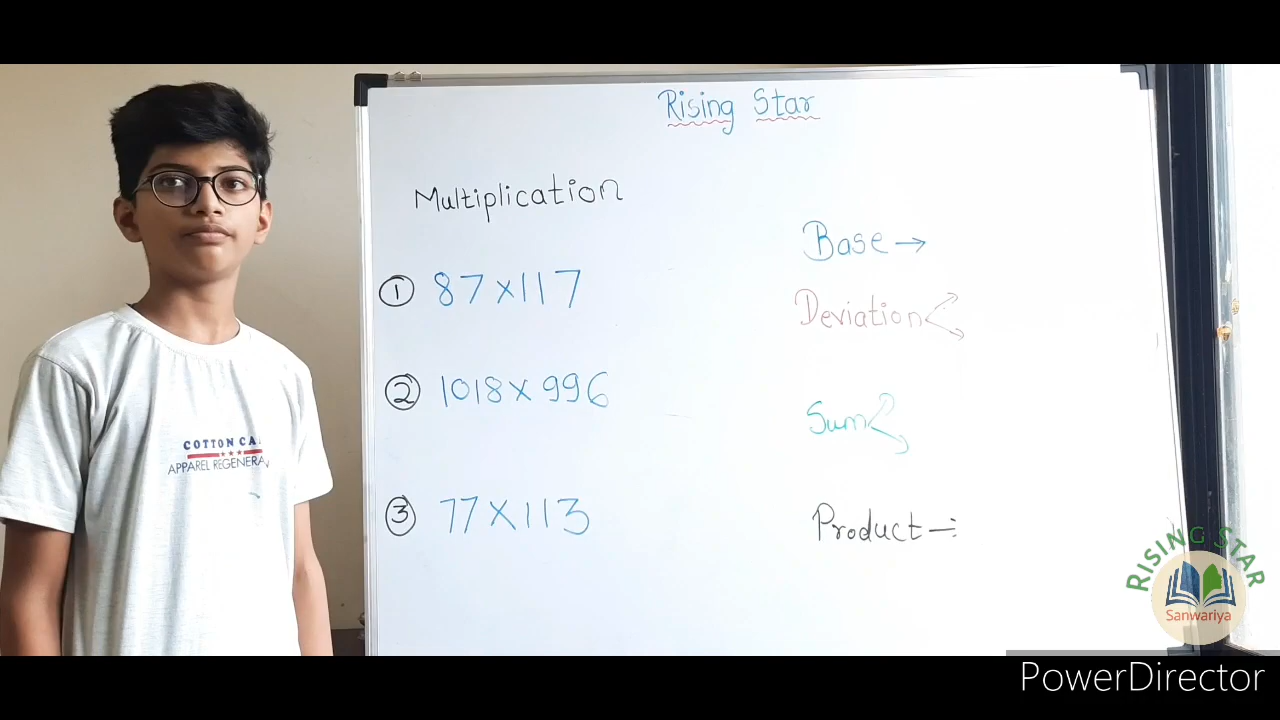 Rising Star
Multiplication
① 87×117
② 1018×996
③ 77×113
Base →
Deviation
Sum
Product →
COTTON CA
APPAREL REGENERA
RISING STAR
Sanwariya
PowerDirector